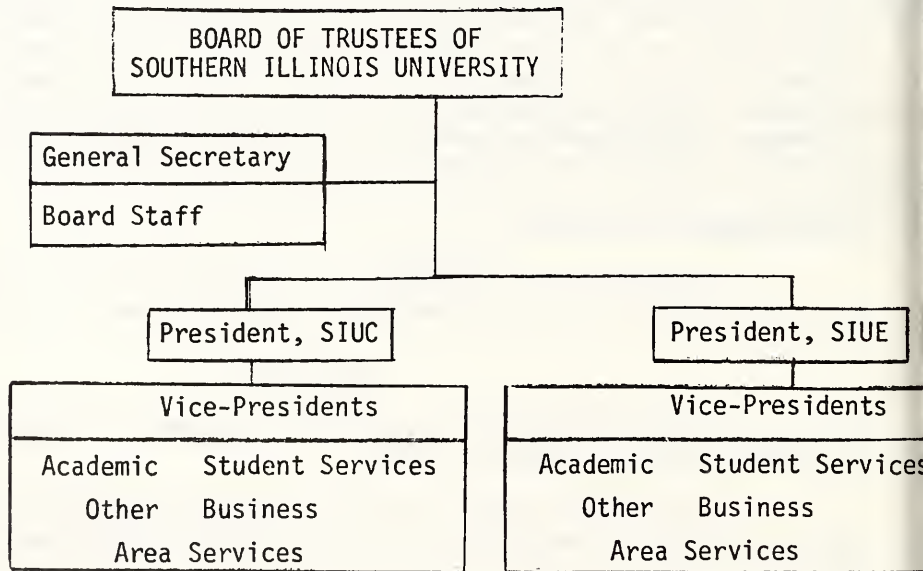 BOARD OF TRUSTEES OF
SOUTHERN ILLINOIS UNIVERSITY
General Secretary
Board Staff
President, SIUC
President, SIUE
Vice-Presidents
Academic Student Services
Other Business
Area Services
Vice-Presidents
Academic Student Services
Other Business
Area Services